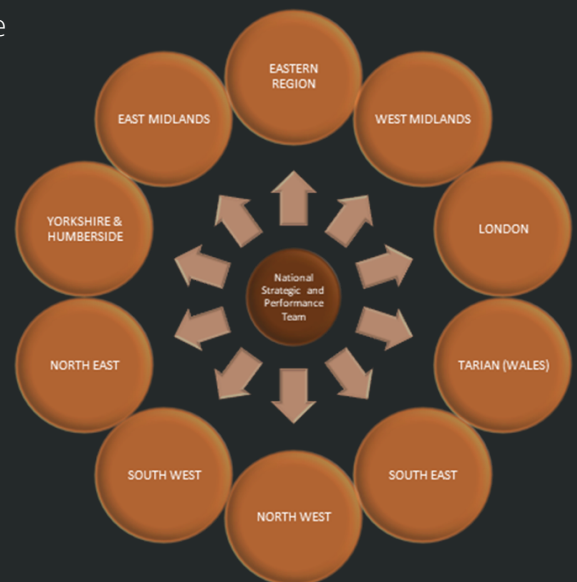 e
EASTERN
REGION
EAST MIDLANDS
WEST MIDLANDS
YORKSHIRE &
HUMBERSIDE
LONDON
National
Strategic and
Performance
Team
NORTH EAST
TARIAN (WALES)
SOUTH WEST
SOUTH EAST
NORTH WEST